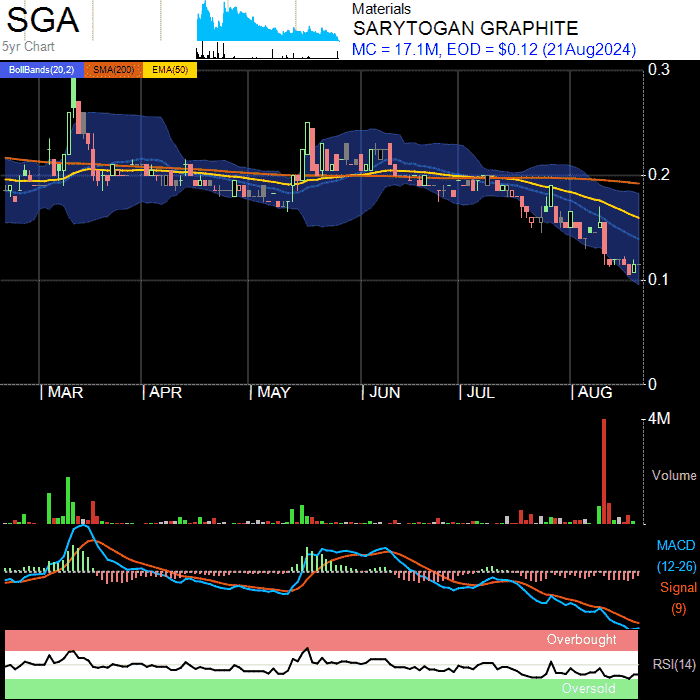 SGA
5yr Chart
Materials
SARYTOGAN GRAPHITE
MC = 17.1M, EOD = $0.12 (21Aug2024)
BollBands(20,2) SMA(200) EMA(50)
0.3
0.2
0.1
0
MAR APR MAY JUN JUL AUG
4M
Volume
MACD
(12-26)
Signal
(9)
Overbought
RSI(14)
Oversold